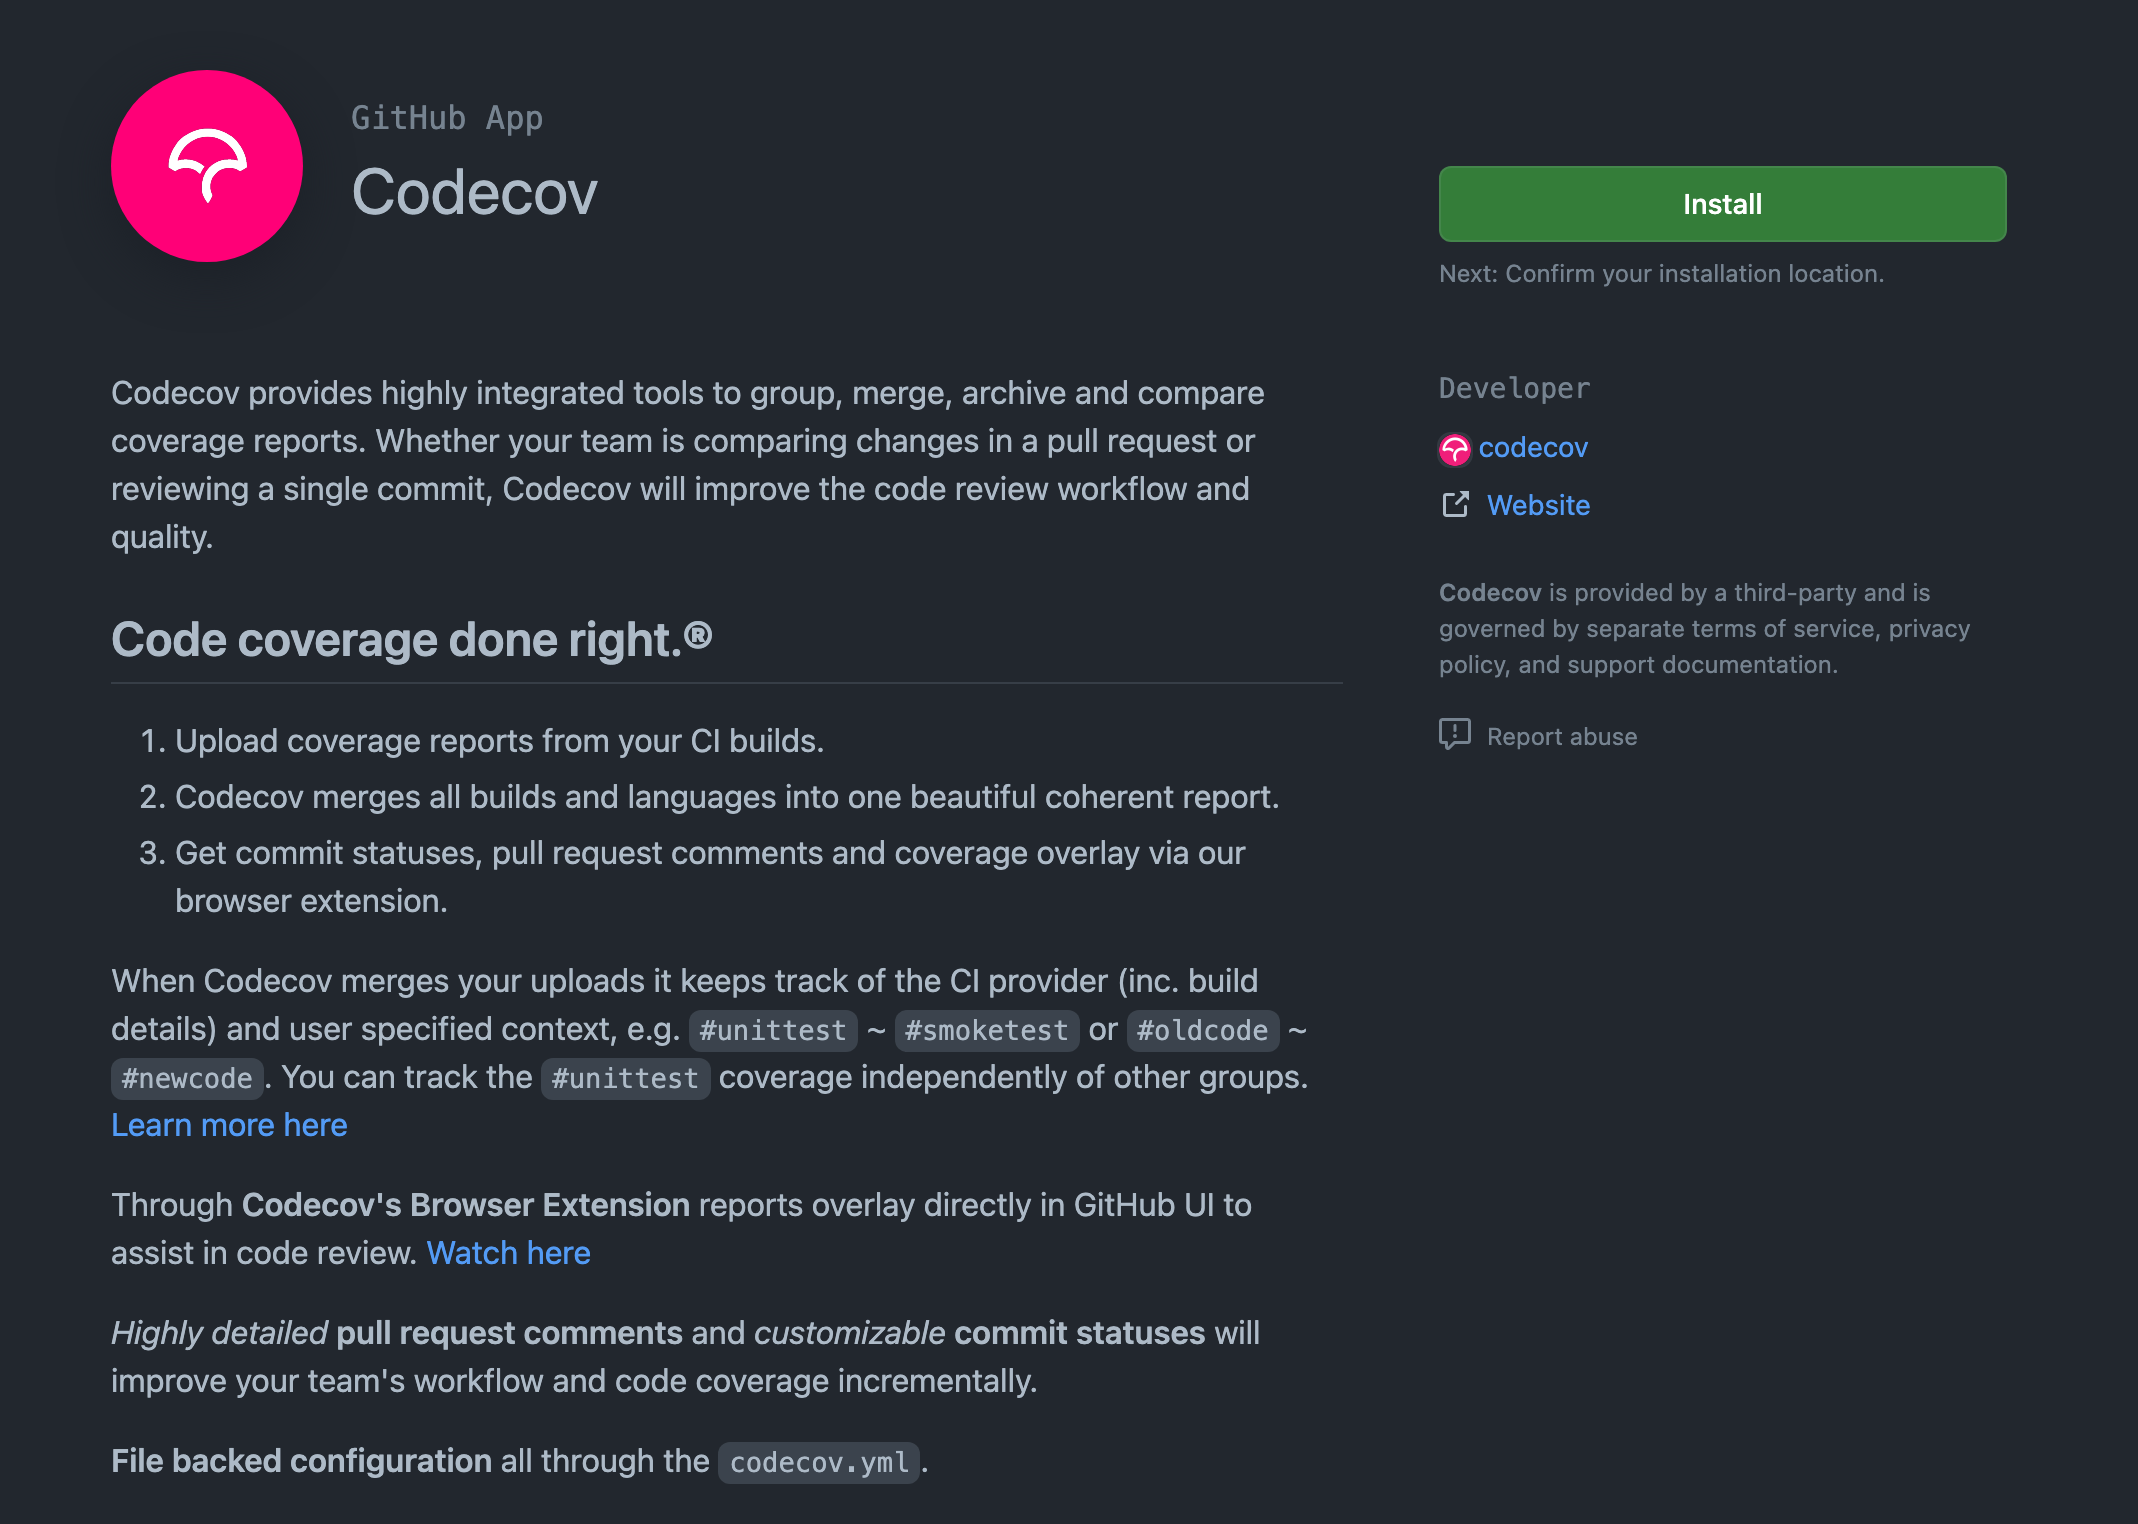 GitHub App
Codecov
Install
Next: Confirm your installation location.
Codecov provides highly integrated tools to group, merge, archive and compare
coverage reports. Whether your team is comparing changes in a pull request or
reviewing a single commit, Codecov will improve the code review workflow and
quality.
Code coverage done right.®
1. Upload coverage reports from your CI builds.
2. Codecov merges all builds and languages into one beautiful coherent report.
3. Get commit statuses, pull request comments and coverage overlay via our
browser extension.
When Codecov merges your uploads it keeps track of the CI provider (inc. build
details) and user specified context, e.g. #unittest ~ #smoketest or #oldcode ~
#newcode. You can track the #unittest coverage independently of other groups.
Learn more here
Through Codecov's Browser Extension reports overlay directly in GitHub UI to
assist in code review. Watch here
Highly detailed pull request comments and customizable commit statuses will
improve your team's workflow and code coverage incrementally.
File backed configuration all through the codecov.yml.
Developer
codecov
Website
Codecov is provided by a third-party and is
governed by separate terms of service, privacy
policy, and support documentation.
Report abuse